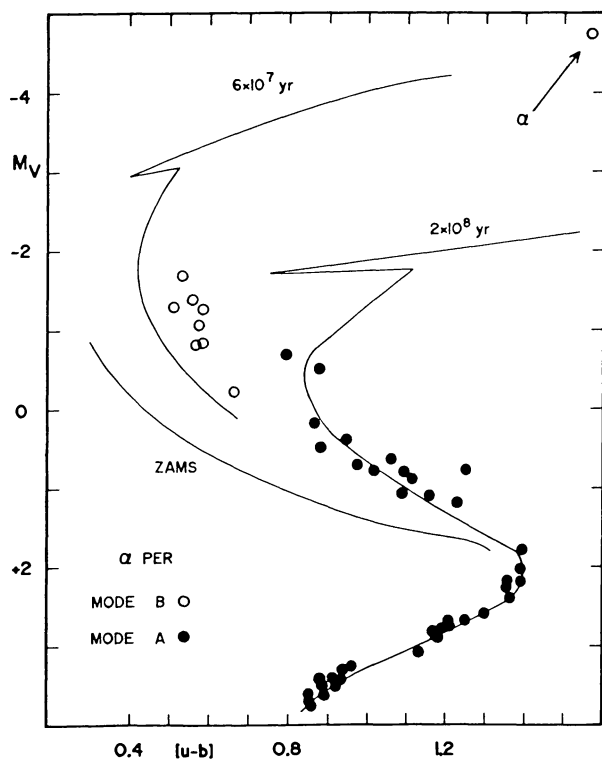 -4
M_V
-2
0
+2
6×10⁷ yr
α
2×10⁸ yr
ZAMS
α PER
MODE B ○
MODE A ●
0.4 [u-b] 0.8 1.2